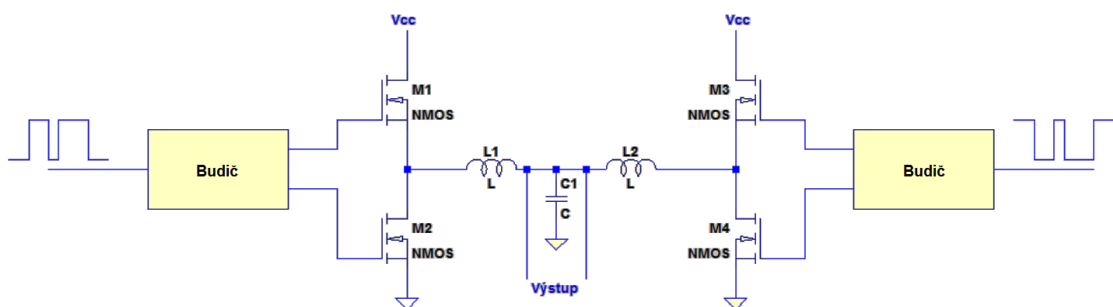 Vcc
Vcc
M1
NMOS
M3
NMOS
Budič
L1
L
L2
L
C1
C
Budič
M2
NMOS
M4
NMOS
Výstup